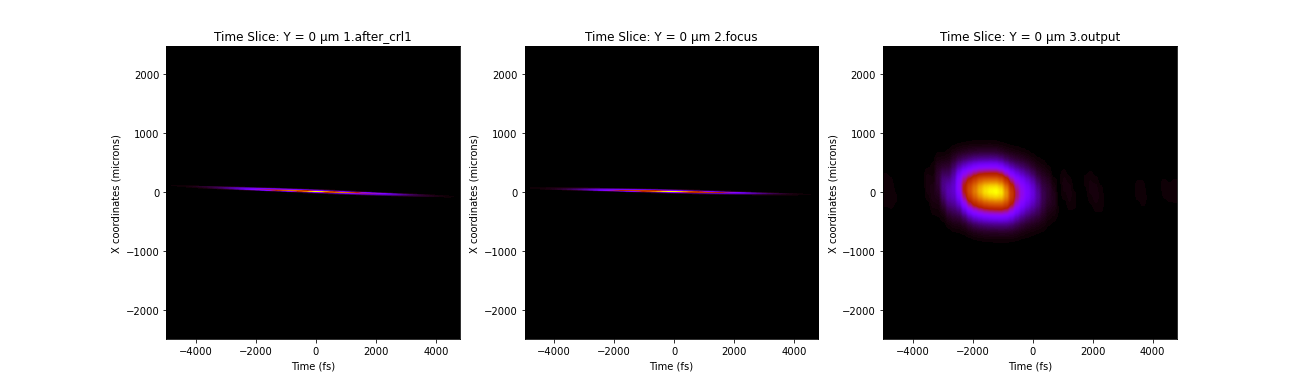 Time Slice: Y = 0 μm 1.after_crl1
X coordinates (microns)
2000
1000
0
−1000
−2000
−4000 −2000 0 2000 4000
Time (fs)
Time Slice: Y = 0 μm 2.focus
X coordinates (microns)
2000
1000
0
−1000
−2000
−4000 −2000 0 2000 4000
Time (fs)
Time Slice: Y = 0 μm 3.output
X coordinates (microns)
2000
1000
0
−1000
−2000
−4000 −2000 0 2000 4000
Time (fs)